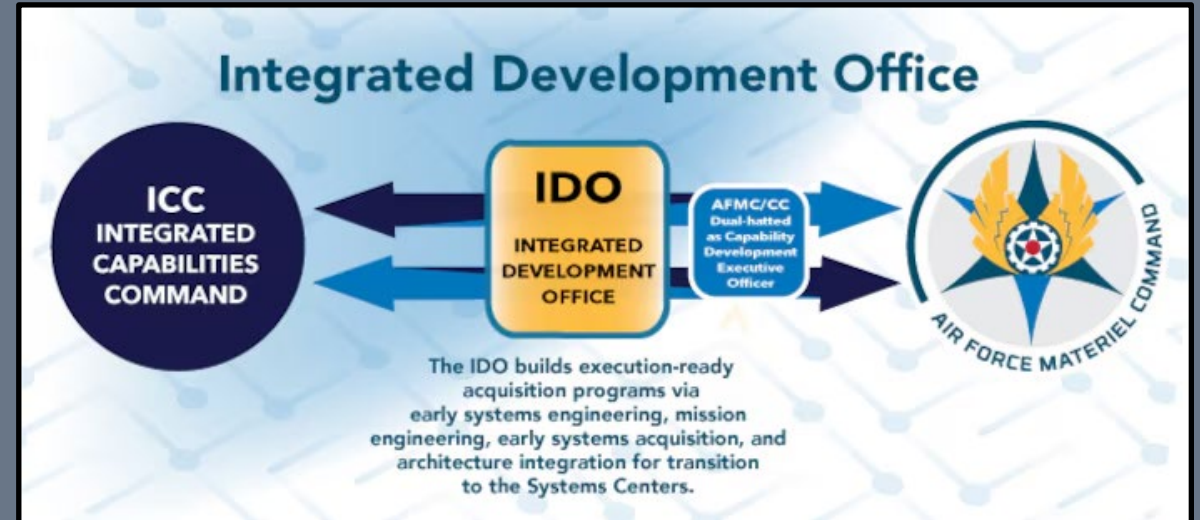 Integrated Development Office
ICC
INTEGRATED
CAPABILITIES
COMMAND
IDO
INTEGRATED
DEVELOPMENT
OFFICE
AFMC/CC
Dual-hatted
as Capability
Development
Executive
Officer
AIR FORCE MATERIEL COMMAND
The IDO builds execution-ready
acquisition programs via
early systems engineering, mission
engineering, early systems acquisition, and
architecture integration for transition
to the Systems Centers.